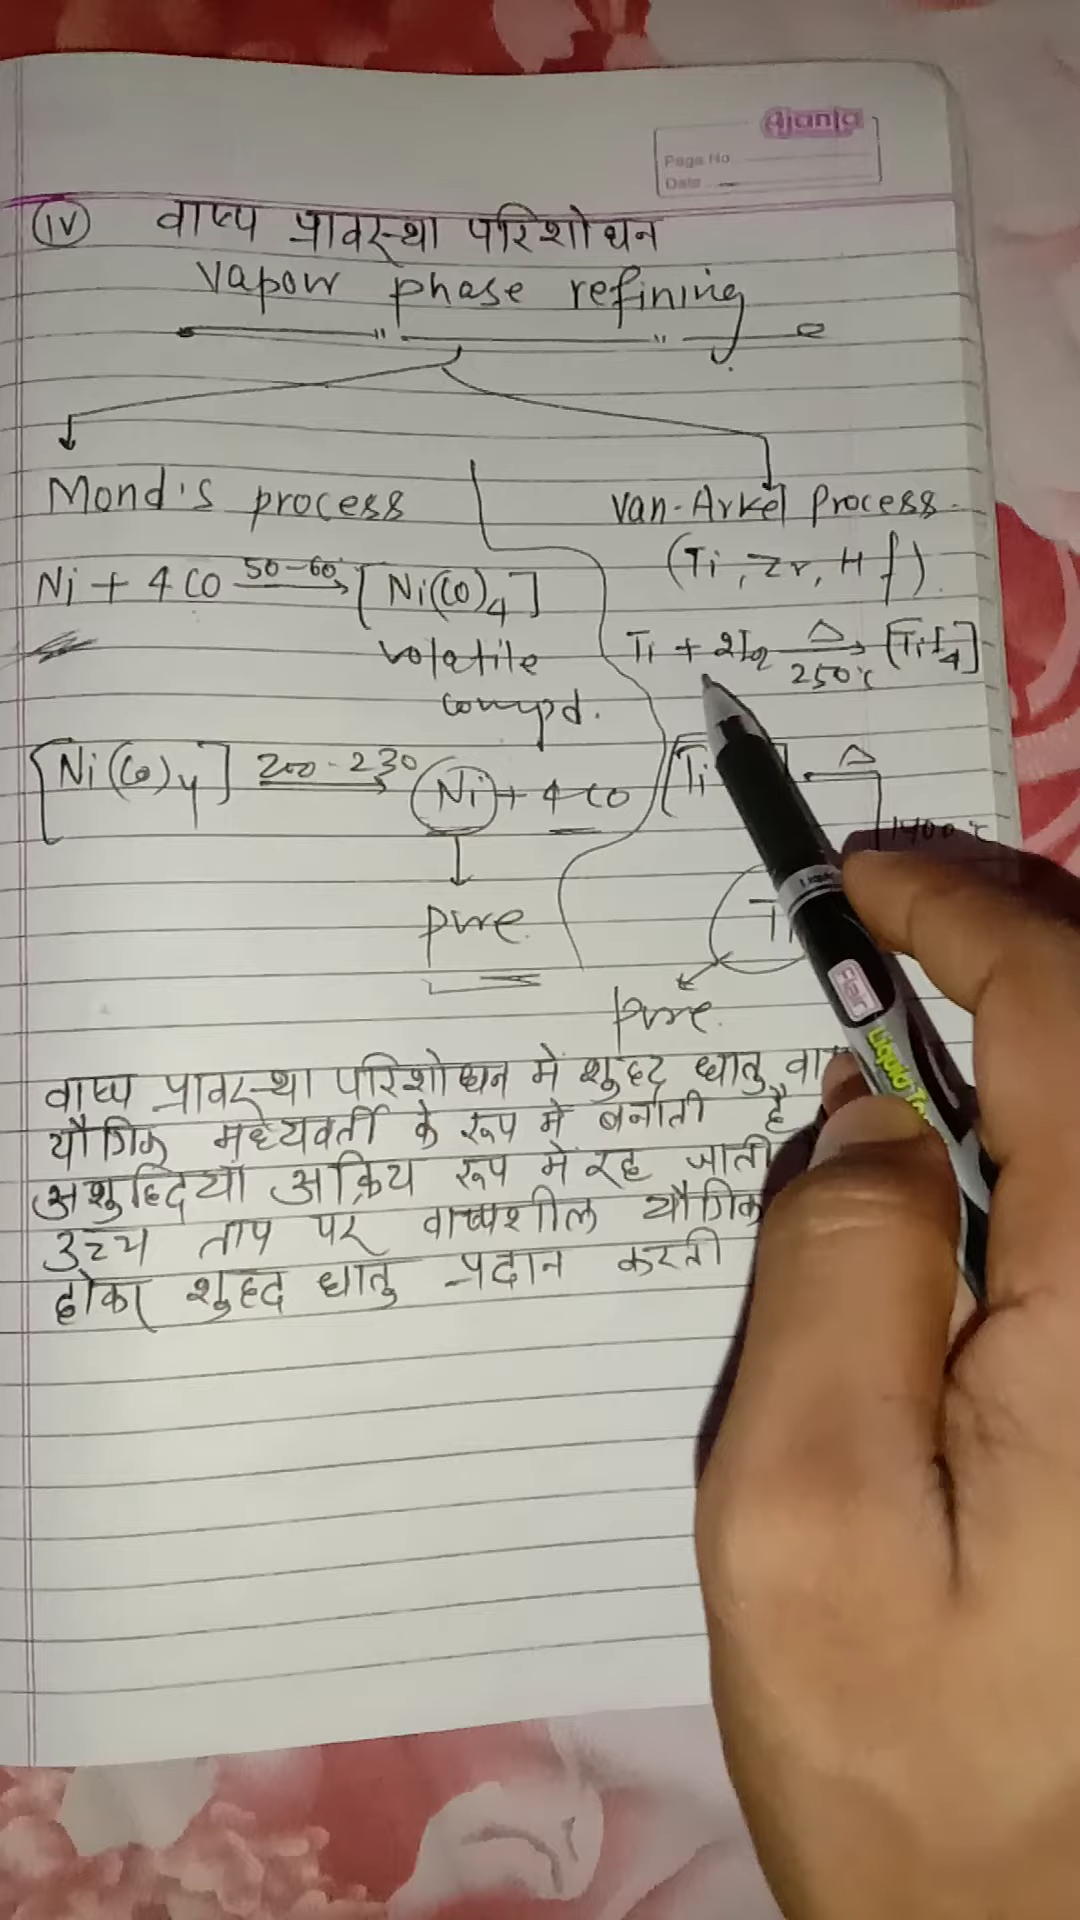 Ajanta
Page No
Date
(iv) वाष्प प्रावस्था परिशोधन
Vapour phase refining
Mond's process
Van-Arkel Process
(Ti, Zr, Hf)
Ni + 4CO 50-60 → [Ni(CO)4]
volatile
compd.
Ti + 2I2 Δ → 250°C [TiI4]
[Ni(CO)4] 200-230 → Ni + 4CO
pure
[Ti ] Δ
1400°C
Ti
pure
वाष्प प्रावस्था परिशोधन में शुद्ध धातु
यौगिक मध्यवर्ती के रूप में बनाती है
अशुद्धियाँ अक्रिय रूप में रह जाती
उच्च ताप पर वाष्पशील यौगिक
होकर शुद्ध धातु प्रदान करती
Flair
Liquid